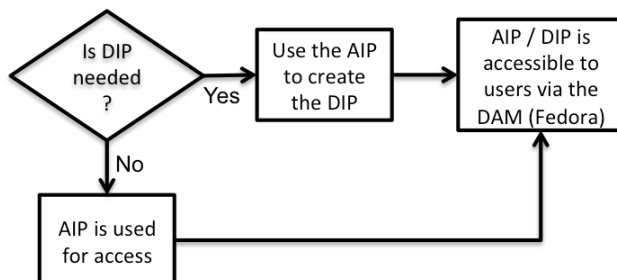 Is DIP
needed
?
Yes
Use the AIP
to create
the DIP
AIP / DIP is
accessible to
users via the
DAM (Fedora)
No
AIP is used
for access